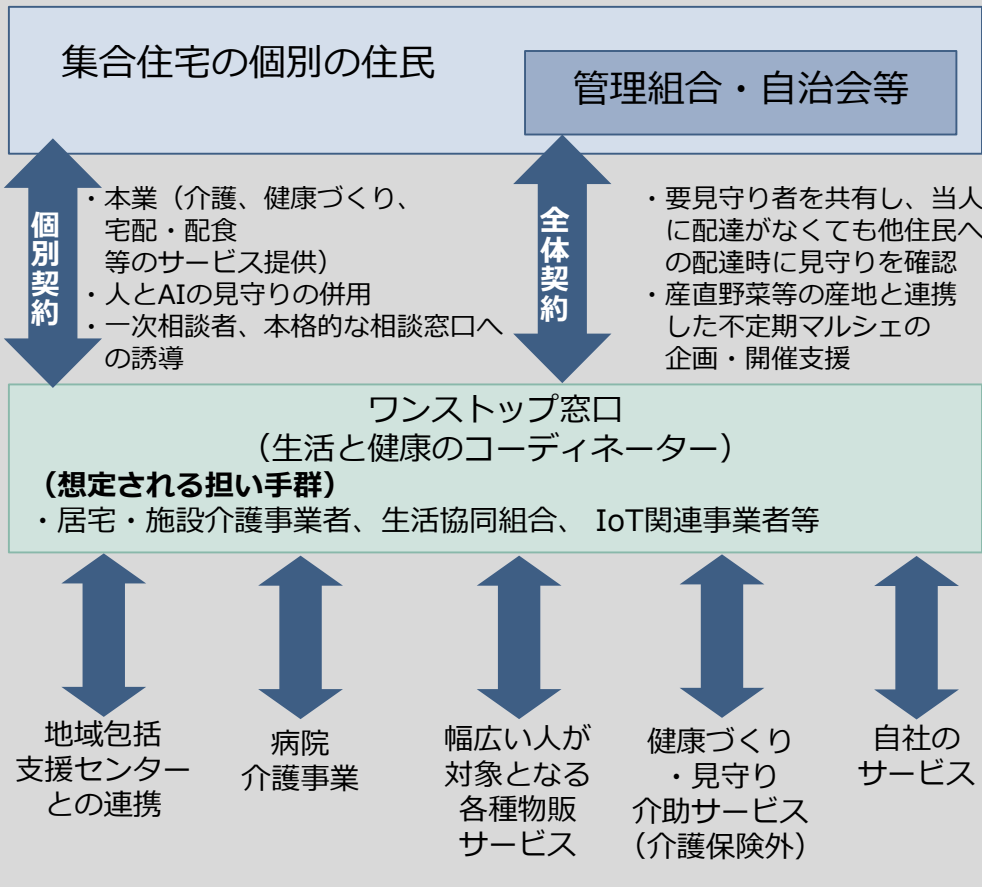 集合住宅の個別の住民
管理組合・自治会等
個別契約
・本業（介護、健康づくり、
宅配・配食
等のサービス提供）
・人とAIの見守りの併用
・一次相談者、本格的な相談窓口へ
の誘導
全体契約
・要見守り者を共有し、当人
に配達がなくても他住民へ
の配達時に見守りを確認
・産直野菜等の産地と連携
した不定期マルシェの
企画・開催支援
ワンストップ窓口
（生活と健康のコーディネーター）
（想定される担い手群）
・居宅・施設介護事業者、生活協同組合、 IoT関連事業者等
地域包括
支援センター
との連携
病院
介護事業
幅広い人が
対象となる
各種物販
サービス
健康づくり
・見守り
介助サービス
（介護保険外）
自社の
サービス